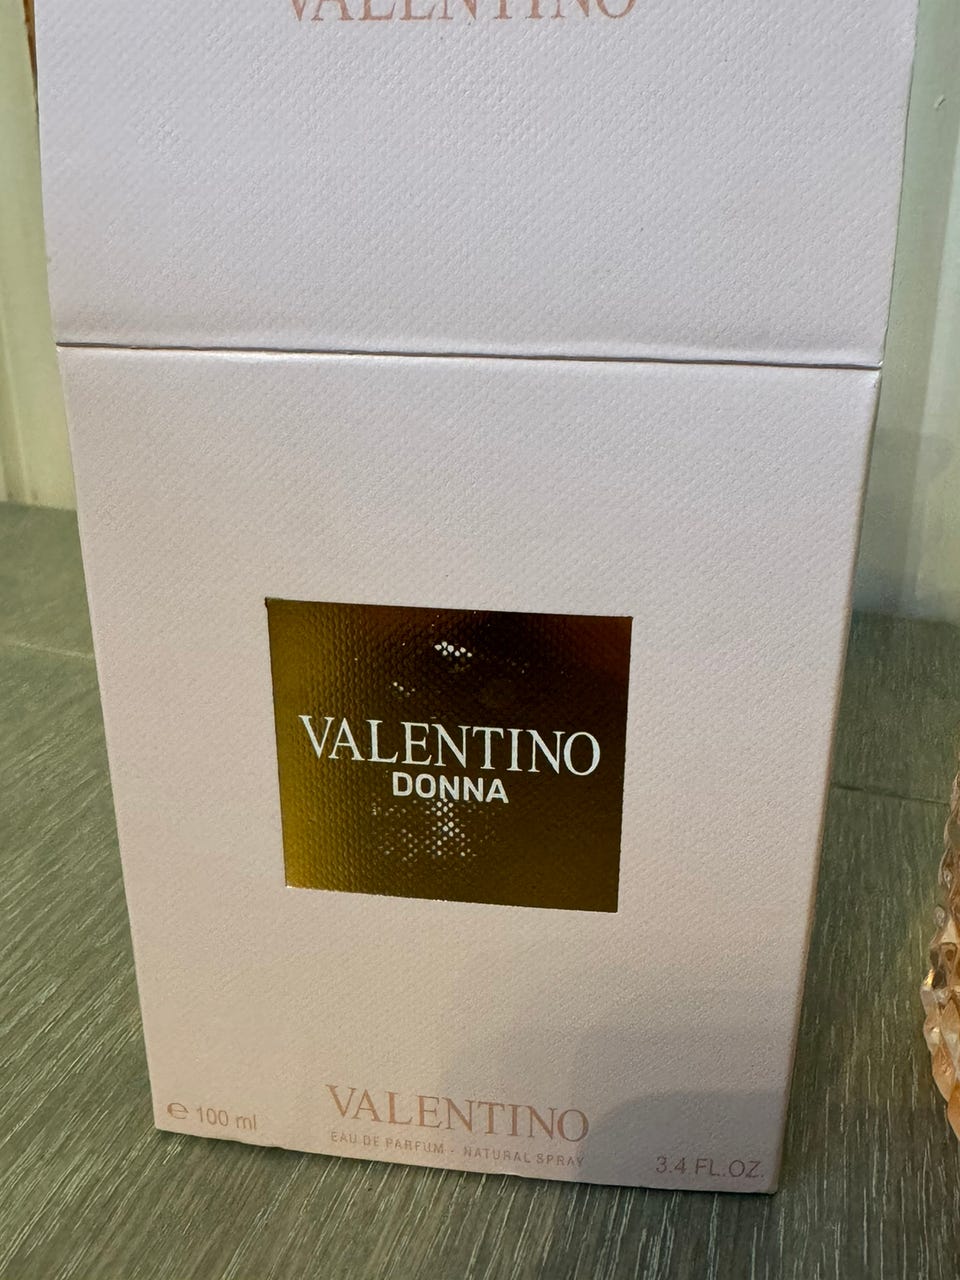 VALENTINO
VALENTINO
DONNA
VALENTINO
EAU DE PARFUM - NATURAL SPRAY
℮ 100 ml
3.4 FL.OZ.